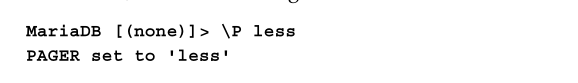 MariaDB [(none)]> \P less
PAGER set to 'less'